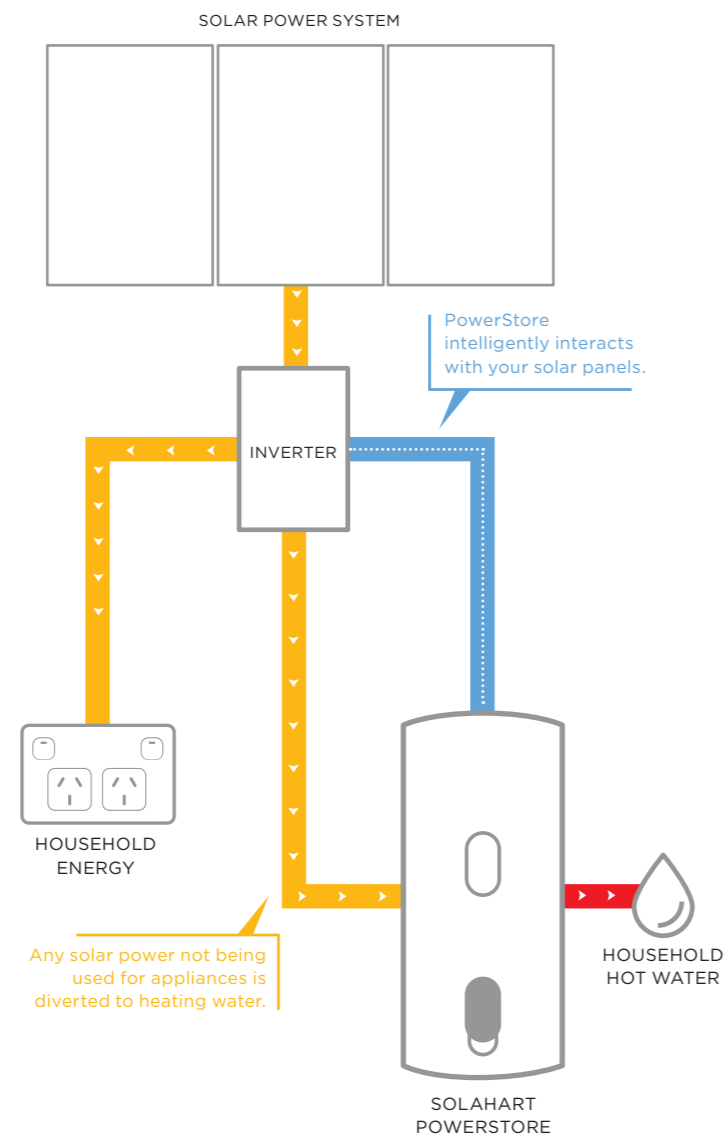 SOLAR POWER SYSTEM
PowerStore
intelligently interacts
with your solar panels.
INVERTER
HOUSEHOLD
ENERGY
Any solar power not being
used for appliances is
diverted to heating water.
HOUSEHOLD
HOT WATER
SOLAHART
POWERSTORE